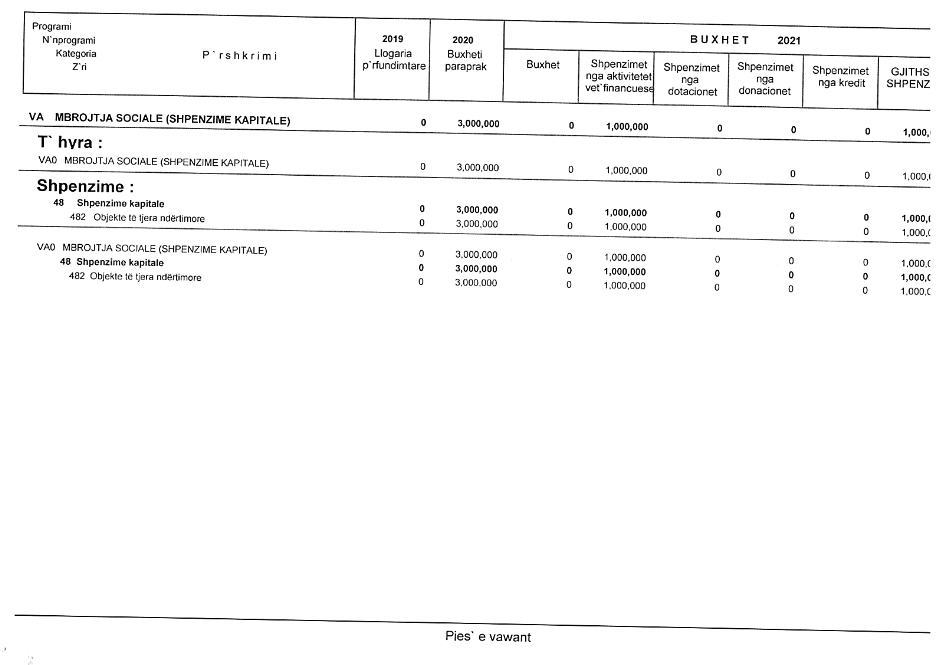 Programi
N`nprogrami
Kategoria
Z`ri
P`rshkrimi
2019
Llogaria
p`rfundimtare
2020
Buxheti
paraprak
BUXHET 2021
Buxhet
Shpenzimet
nga aktivitetet
vet`financuese
Shpenzimet
nga
dotacionet
Shpenzimet
nga
donacionet
Shpenzimet
nga kredit
GJITHS
SHPENZ
VA MBROJTJA SOCIALE (SHPENZIME KAPITALE) 0 3,000,000 0 1,000,000 0 0 0 1,000,
T` hyra :
VA0 MBROJTJA SOCIALE (SHPENZIME KAPITALE) 0 3,000,000 0 1,000,000 0 0 0 1,000,
Shpenzime :
48 Shpenzime kapitale 0 3,000,000 0 1,000,000 0 0 0 1,000,
482 Objekte të tjera ndërtimore 0 3,000,000 0 1,000,000 0 0 0 1,000,
VA0 MBROJTJA SOCIALE (SHPENZIME KAPITALE) 0 3,000,000 0 1,000,000 0 0 0 1,000,
48 Shpenzime kapitale 0 3,000,000 0 1,000,000 0 0 0 1,000,
482 Objekte të tjera ndërtimore 0 3,000,000 0 1,000,000 0 0 0 1,000,
Pies` e vawant